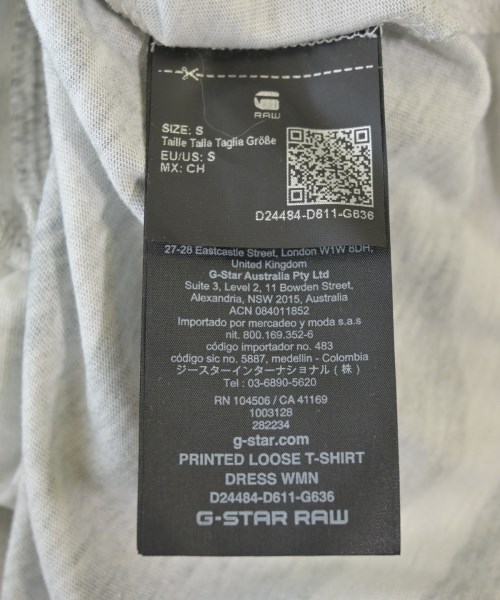 RAW
SIZE: S
Taille Talla Taglia Größe
EU/US: S
MX: CH
D24484-D611-G636
27-28 Eastcastle Street, London W1W 8DH,
United Kingdom
G-Star Australia Pty Ltd
Suite 3, Level 2, 11 Bowden Street,
Alexandria, NSW 2015, Australia
ACN 084011852
Importado por mercadeo y moda s.a.s
nit. 800.169.352-6
código importador no. 483
código sic no. 5887, medellin - Colombia
ジースターインターナショナル(株)
Tel : 03-6890-5620
RN 104506 / CA 41169
1003128
282234
g-star.com
PRINTED LOOSE T-SHIRT
DRESS WMN
D24484-D611-G636
G-STAR RAW